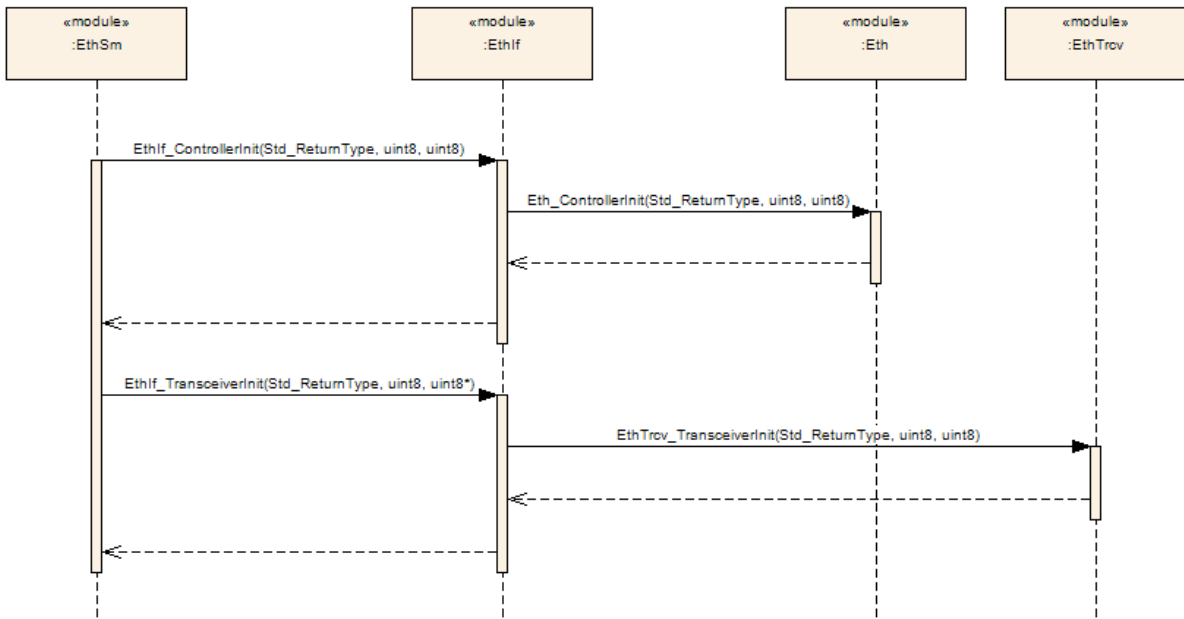 «module»
:EthSm
«module»
:EthIf
«module»
:Eth
«module»
:EthTrcv
EthIf_ControllerInit(Std_ReturnType, uint8, uint8)
Eth_ControllerInit(Std_ReturnType, uint8, uint8)
EthIf_TransceiverInit(Std_ReturnType, uint8, uint8*)
EthTrcv_TransceiverInit(Std_ReturnType, uint8, uint8)